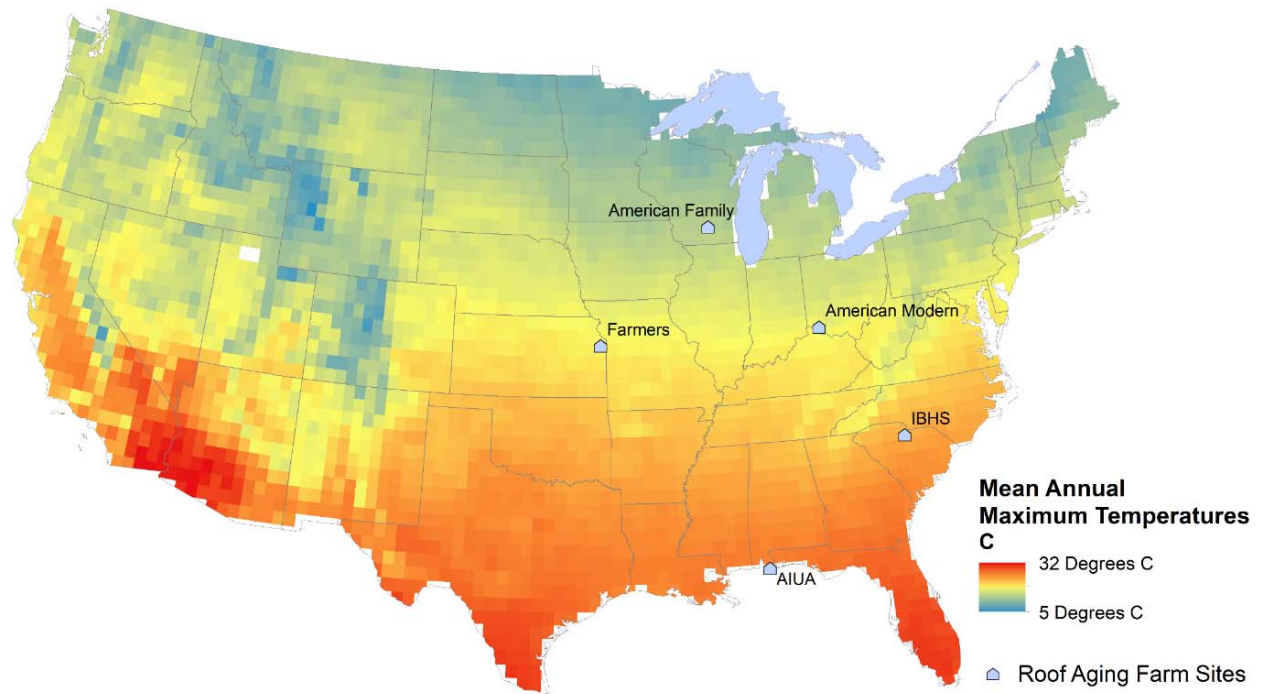 American Family
American Modern
Farmers
IBHS
AIUA
Mean Annual
Maximum Temperatures
C
32 Degrees C
5 Degrees C
Roof Aging Farm Sites